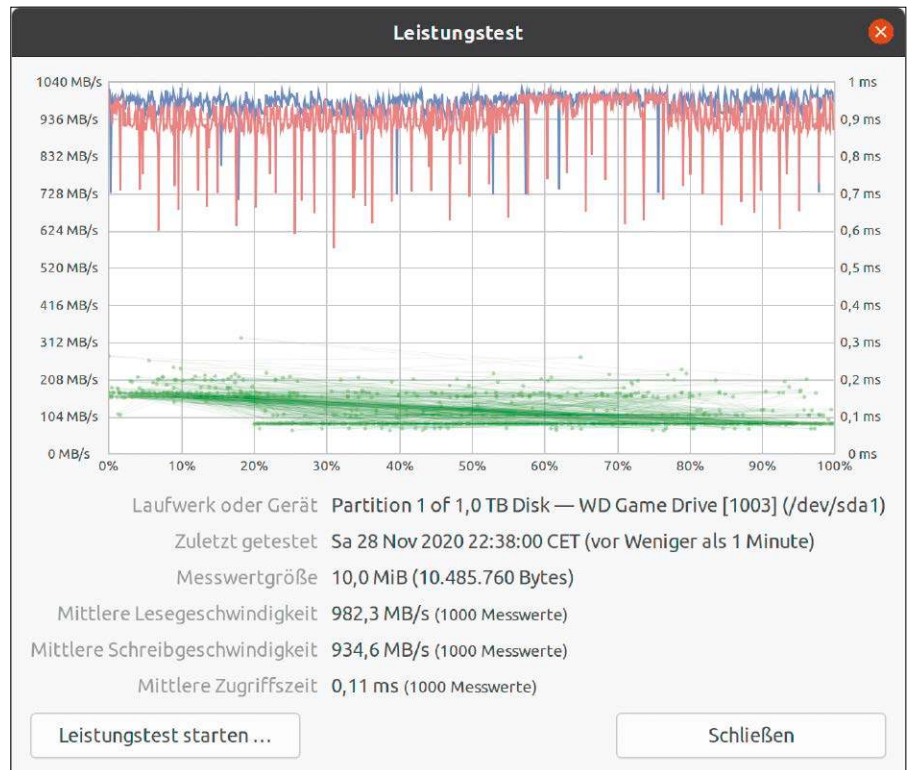 Leistungstest
1040 MB/s 1 ms
936 MB/s 0,9 ms
832 MB/s 0,8 ms
728 MB/s 0,7 ms
624 MB/s 0,6 ms
520 MB/s 0,5 ms
416 MB/s 0,4 ms
312 MB/s 0,3 ms
208 MB/s 0,2 ms
104 MB/s 0,1 ms
0 MB/s 0 ms
0% 10% 20% 30% 40% 50% 60% 70% 80% 90% 100%
Laufwerk oder Gerät Partition 1 of 1,0 TB Disk — WD Game Drive [1003] (/dev/sda1)
Zuletzt getestet Sa 28 Nov 2020 22:38:00 CET (vor Weniger als 1 Minute)
Messwertgröße 10,0 MiB (10.485.760 Bytes)
Mittlere Lesegeschwindigkeit 982,3 MB/s (1000 Messwerte)
Mittlere Schreibgeschwindigkeit 934,6 MB/s (1000 Messwerte)
Mittlere Zugriffszeit 0,11 ms (1000 Messwerte)
Leistungstest starten ... Schließen